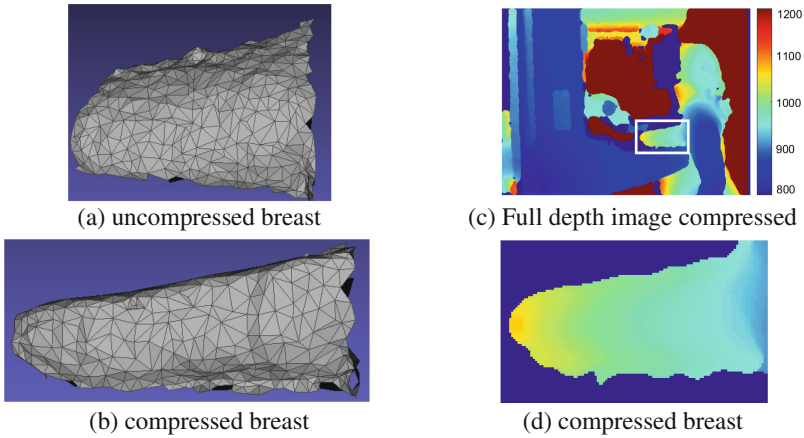 (a) uncompressed breast
(b) compressed breast
1200
1100
1000
900
800
(c) Full depth image compressed
(d) compressed breast